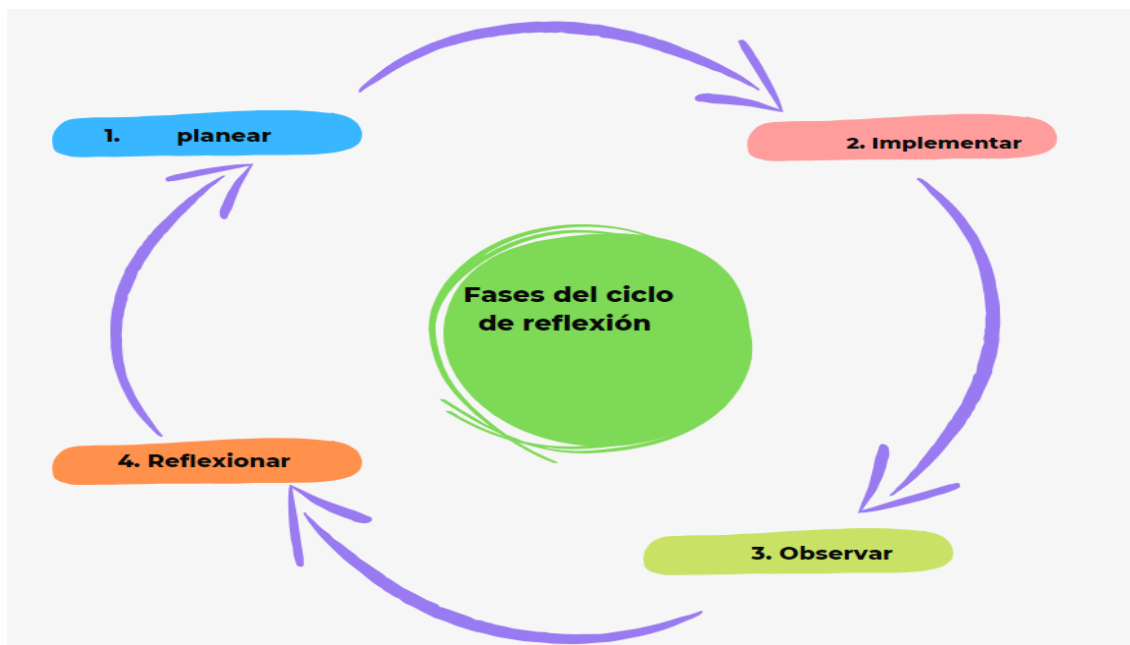 1. planear
2. Implementar
Fases del ciclo
de reflexión
4. Reflexionar
3. Observar